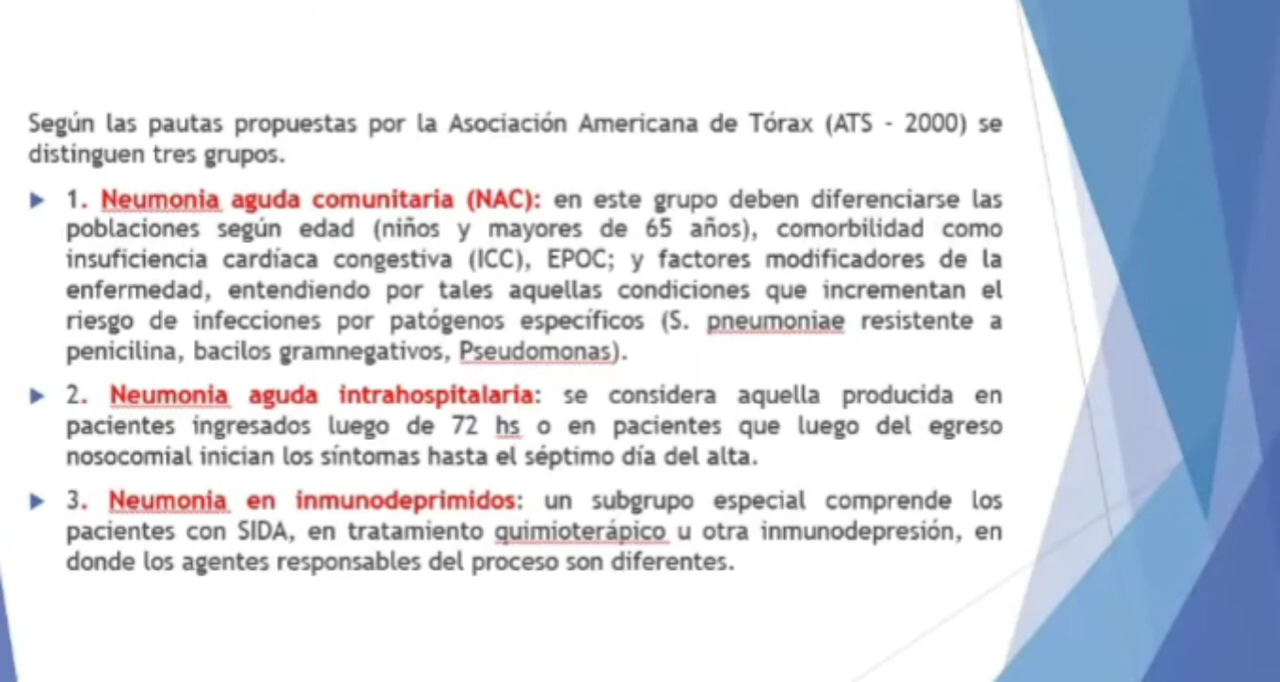 Según las pautas propuestas por la Asociación Americana de Tórax (ATS - 2000) se
distinguen tres grupos.
1. Neumonia aguda comunitaria (NAC): en este grupo deben diferenciarse las
poblaciones según edad (niños y mayores de 65 años), comorbilidad como
insuficiencia cardíaca congestiva (ICC), EPOC; y factores modificadores de la
enfermedad, entendiendo por tales aquellas condiciones que incrementan el
riesgo de infecciones por patógenos específicos (S. pneumoniae resistente a
penicilina, bacilos gramnegativos, Pseudomonas).
2. Neumonia aguda intrahospitalaria: se considera aquella producida en
pacientes ingresados luego de 72 hs o en pacientes que luego del egreso
nosocomial inician los síntomas hasta el séptimo día del alta.
3. Neumonia en inmunodeprimidos: un subgrupo especial comprende los
pacientes con SIDA, en tratamiento quimioterápico u otra inmunodepresión, en
donde los agentes responsables del proceso son diferentes.